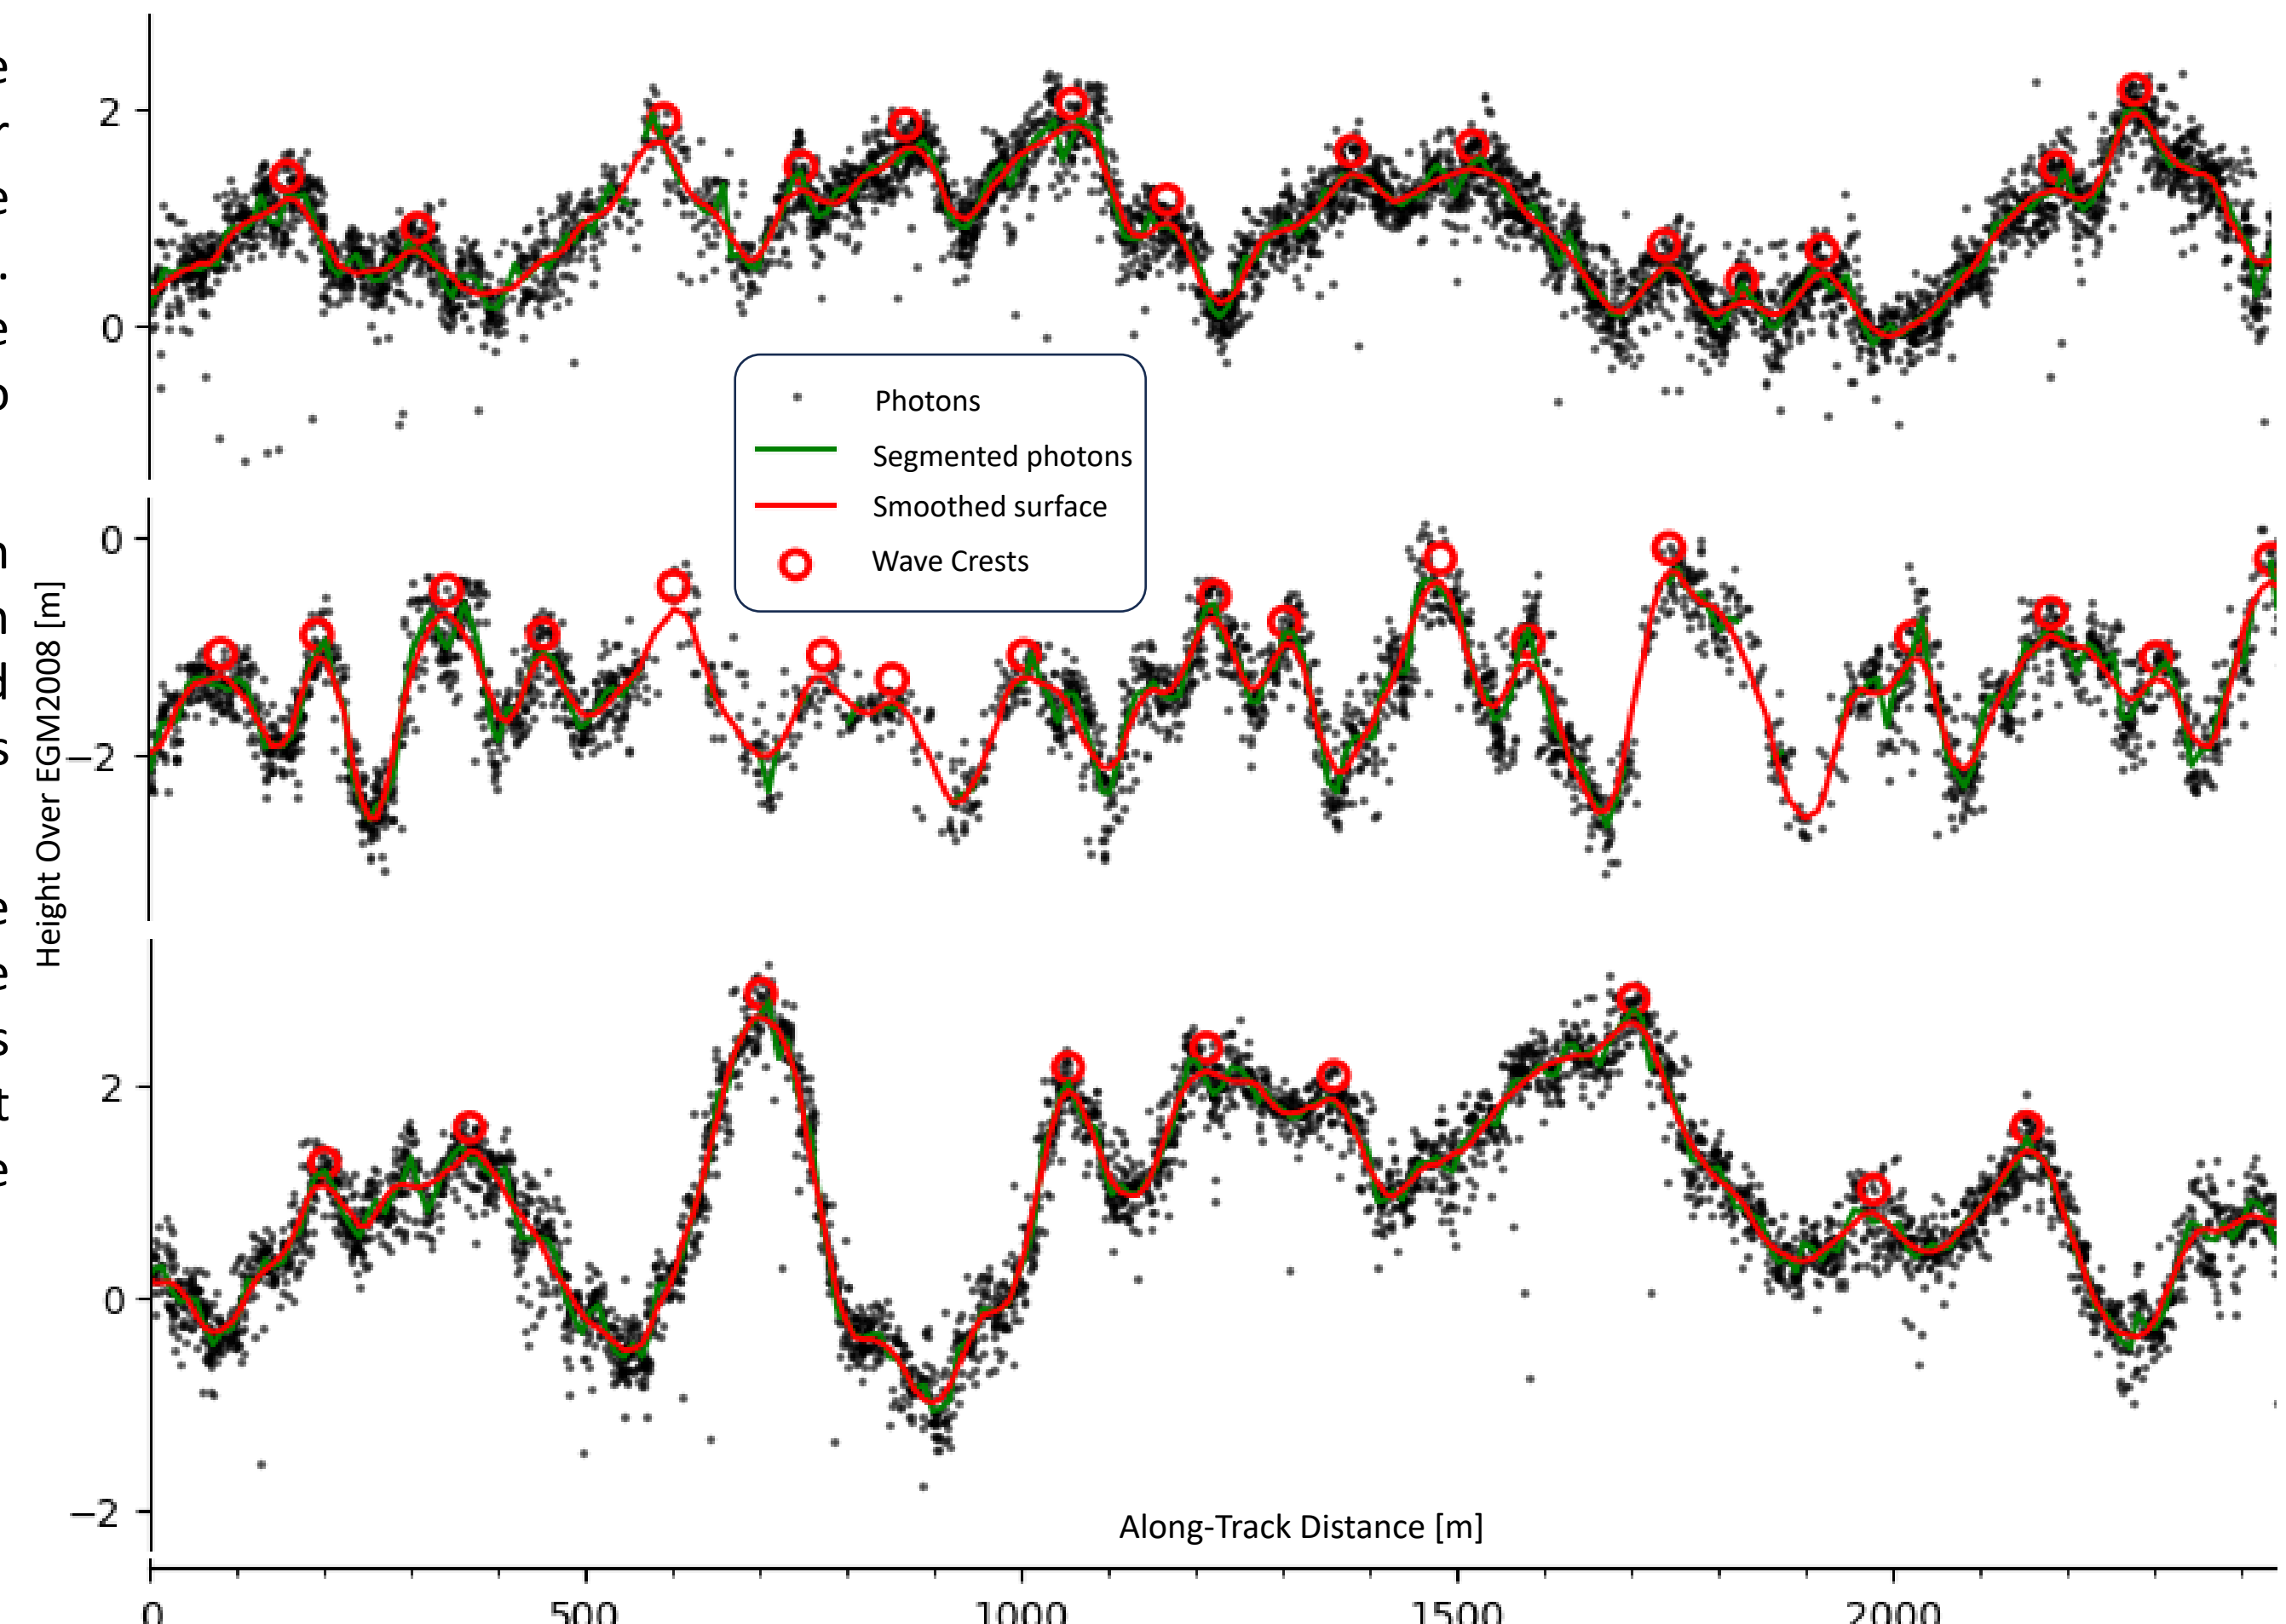 2
0
Photons
Segmented photons
Smoothed surface
Wave Crests
0
−2
Height Over EGM2008 [m]
2
0
−2
Along-Track Distance [m]
0 500 1000 1500 2000